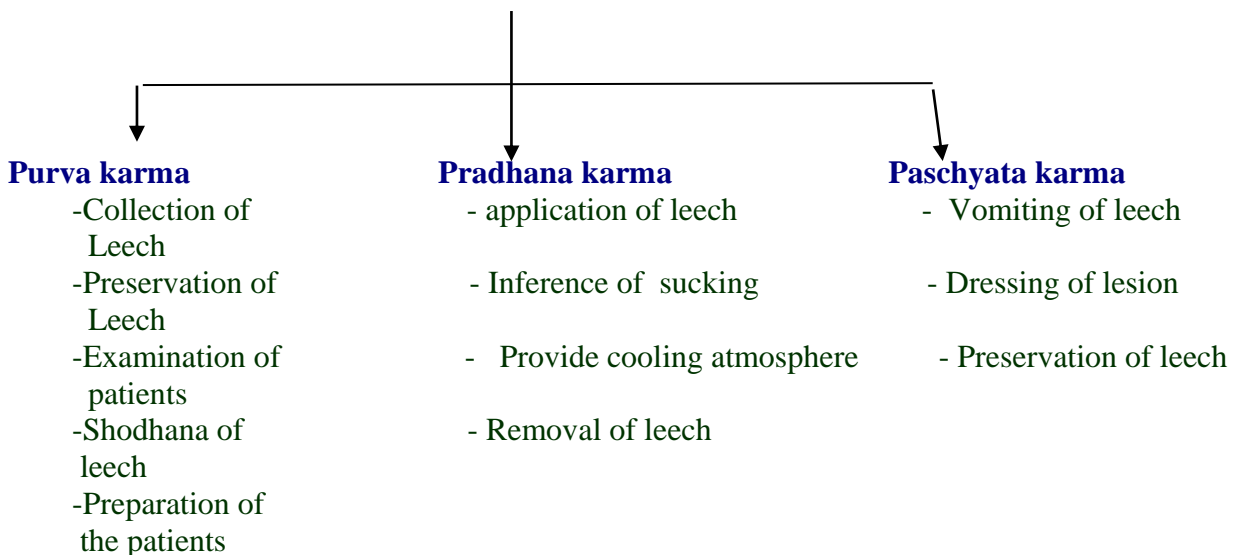 Purva karma
-Collection of
Leech
-Preservation of
Leech
-Examination of
patients
-Shodhana of
leech
-Preparation of
the patients
Pradhana karma
- application of leech
- Inference of sucking
- Provide cooling atmosphere
- Removal of leech
Paschyata karma
- Vomiting of leech
- Dressing of lesion
- Preservation of leech